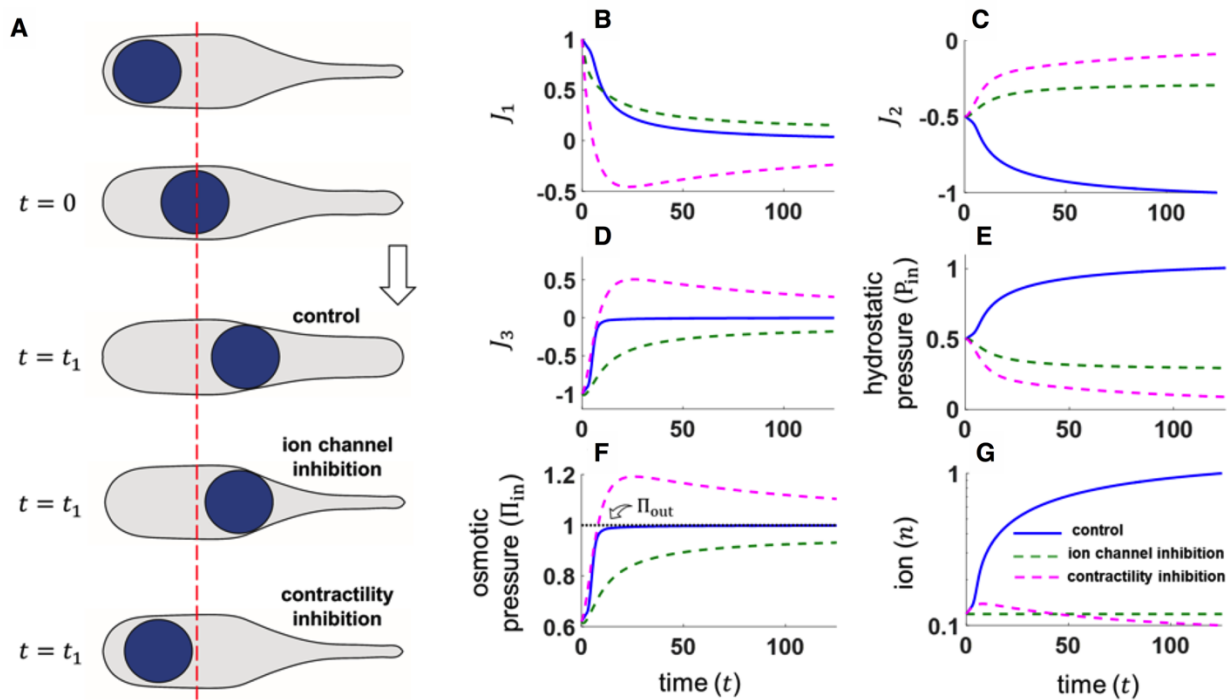 A
t = 0
control
t = t₁
ion channel
inhibition
t = t₁
contractility
inhibition
t = t₁
B
J₁
1
0.5
0
-0.5
0
50
100
C
J₂
0
-0.5
-1
0
50
100
D
J₃
0.5
0
-0.5
-1
0
50
100
E
hydrostatic
pressure (Pᵢₙ)
1
0.5
0
0
50
100
F
osmotic
pressure (Πᵢₙ)
1.2
1
0.8
0.6
Πₒᵤₜ
0
50
100
time (t)
G
ion (n)
1
0.1
control
ion channel inhibition
contractility inhibition
0
50
100
time (t)